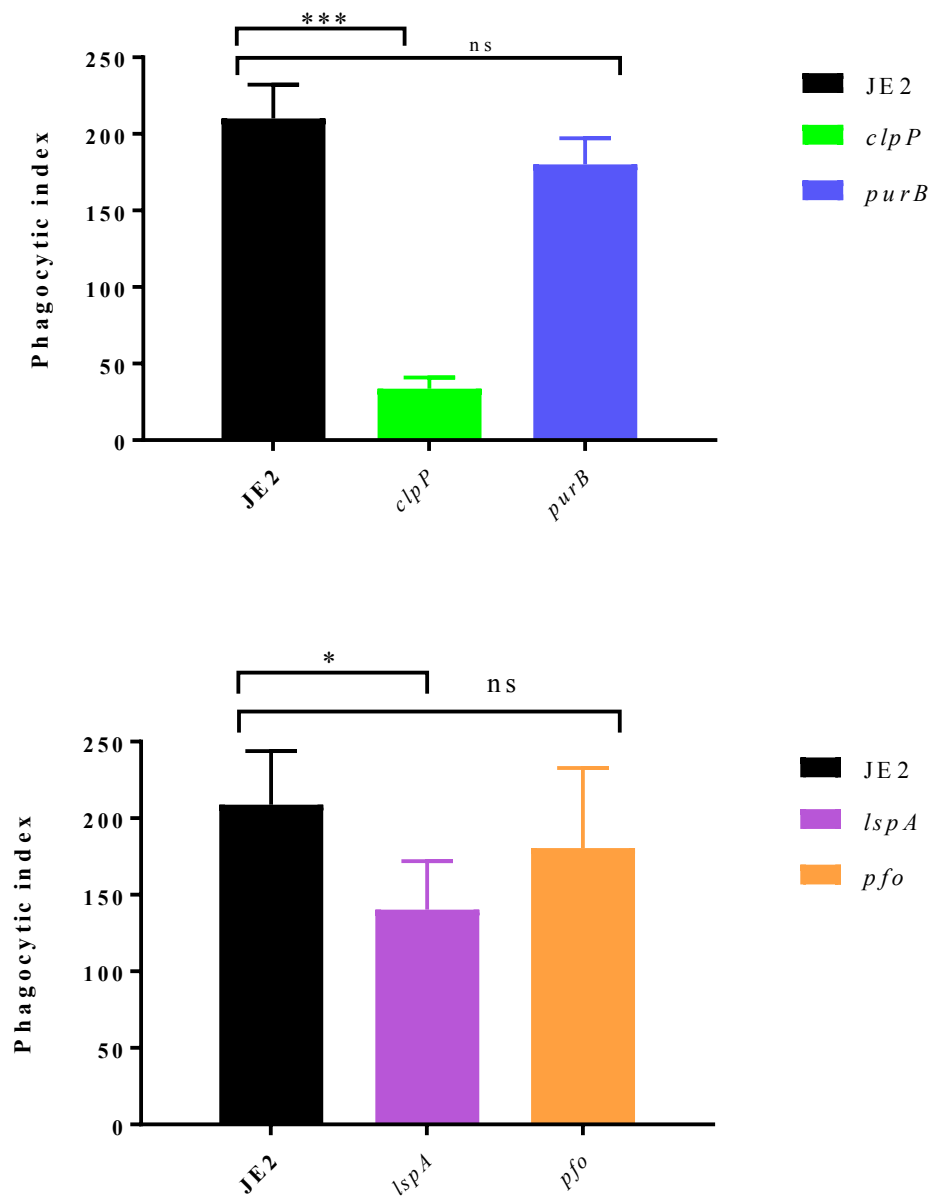 ***
ns
250
200
150
100
50
0
Phagocytic index
JE2
clpP
purB
JE2
clpP
purB
*
ns
250
200
150
100
50
0
Phagocytic index
JE2
lspA
pfo
JE2
lspA
pfo